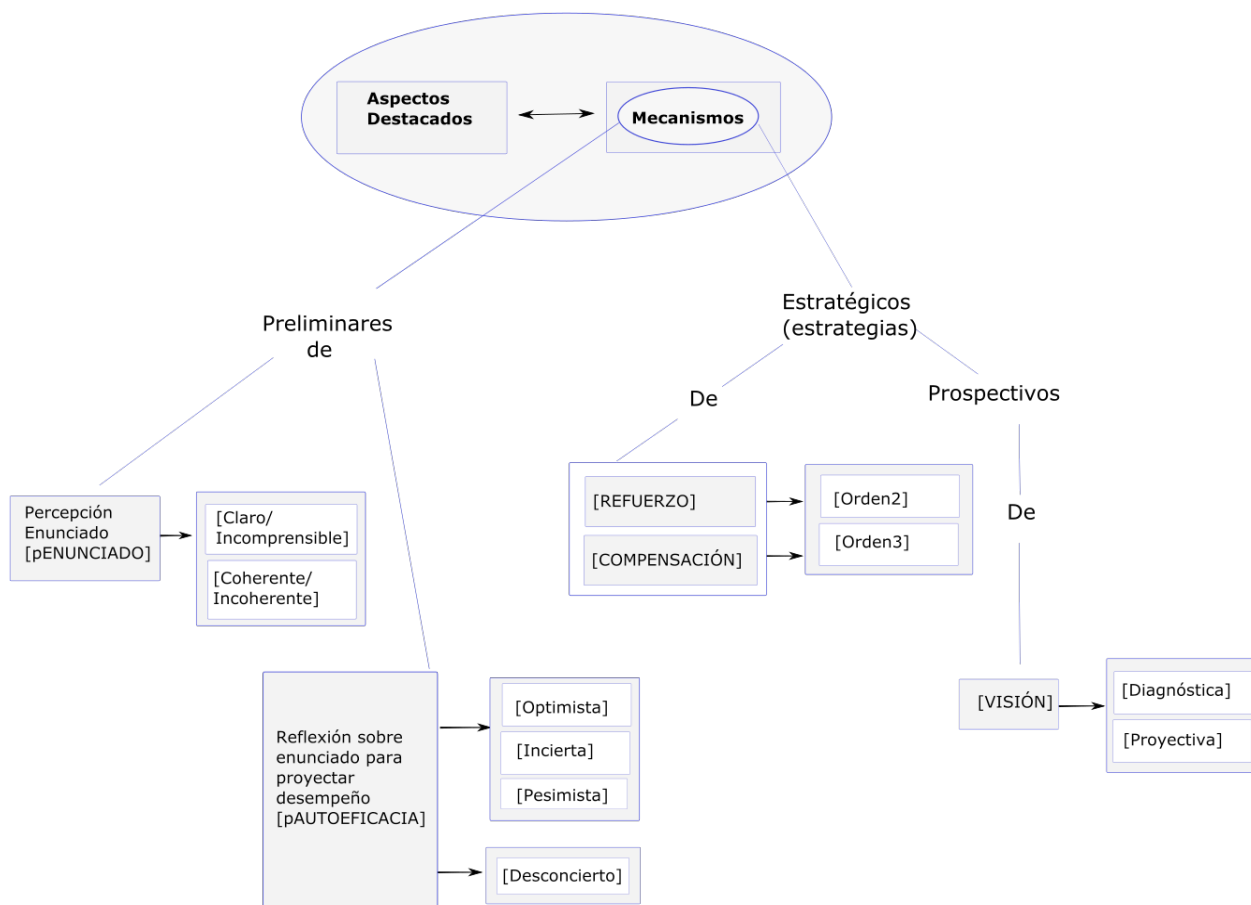 Aspectos
Destacados
Mecanismos
Preliminares
de
Estratégicos
(estrategias)
De
Prospectivos
De
Percepción
Enunciado
[pENUNCIADO]
[Claro/
Incomprensible]
[Coherente/
Incoherente]
[REFUERZO]
[COMPENSACIÓN]
[Orden2]
[Orden3]
Reflexión sobre
enunciado para
proyectar
desempeño
[pAUTOEFICACIA]
[Optimista]
[Incierta]
[Pesimista]
[Desconcierto]
[VISIÓN]
[Diagnóstica]
[Proyectiva]